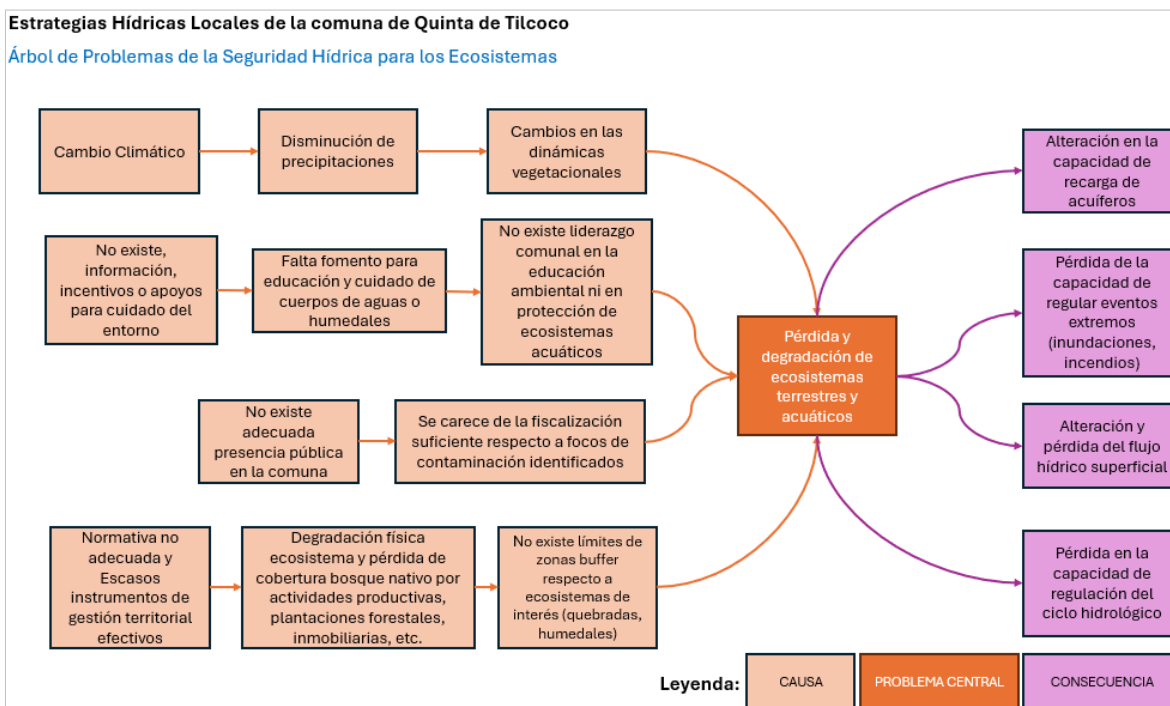 Estrategias Hídricas Locales de la comuna de Quinta de Tilcoco
Árbol de Problemas de la Seguridad Hídrica para los Ecosistemas
Cambio Climático
Disminución de
precipitaciones
Cambios en las
dinámicas
vegetacionales
No existe,
información,
incentivos o apoyos
para cuidado del
entorno
Falta fomento para
educación y cuidado de
cuerpos de aguas o
humedales
No existe liderazgo
comunal en la
educación
ambiental ni en
protección de
ecosistemas
acuáticos
No existe
adecuada
presencia pública
en la comuna
Se carece de la fiscalización
suficiente respecto a focos de
contaminación identificados
Normativa no
adecuada y
Escasos
instrumentos de
gestión territorial
efectivos
Degradación física
ecosistema y pérdida de
cobertura bosque nativo por
actividades productivas,
plantaciones forestales,
inmobiliarias, etc.
No existe límites de
zonas buffer
respecto a
ecosistemas de
interés (quebradas,
humedales)
Pérdida y
degradación de
ecosistemas
terrestres y
acuáticos
Alteración en la
capacidad de
recarga de
acuíferos
Pérdida de la
capacidad de
regular eventos
extremos
(inundaciones,
incendios)
Alteración y
pérdida del flujo
hídrico superficial
Pérdida en la
capacidad de
regulación del
ciclo hidrológico
Leyenda:
CAUSA
PROBLEMA CENTRAL
CONSECUENCIA